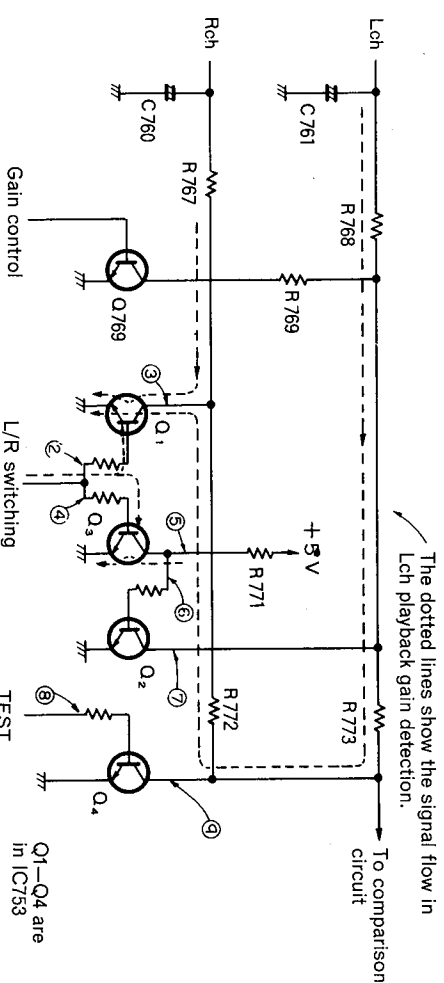 The dotted lines show the signal flow in
Lch playback gain detection.
Lch
C761
R768
R769
R773
To comparison
circuit
Rch
C760
R767
R771
+5V
R772
Q769
Gain control
Q1
③
②
④
L/R switching
Q3
⑤
⑥
Q2
⑦
⑧
TEST
Q4
⑨
Q1–Q4 are
in IC753